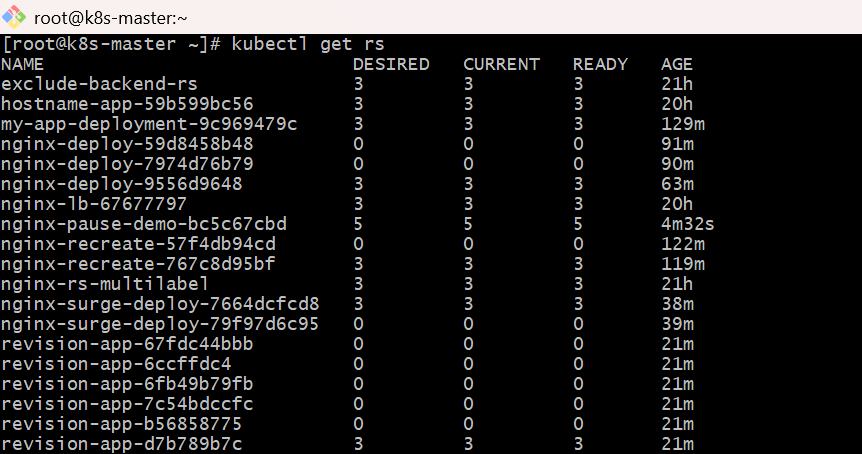 root@k8s-master:~
[root@k8s-master ~]# kubectl get rs
NAME DESIRED CURRENT READY AGE
exclude-backend-rs 3 3 3 21h
hostname-app-59b599bc56 3 3 3 20h
my-app-deployment-9c969479c 3 3 3 129m
nginx-deploy-59d8458b48 0 0 0 91m
nginx-deploy-7974d76b79 0 0 0 90m
nginx-deploy-9556d9648 3 3 3 63m
nginx-lb-67677797 3 3 3 20h
nginx-pause-demo-bc5c67cbd 5 5 5 4m32s
nginx-recreate-57f4db94cd 0 0 0 122m
nginx-recreate-767c8d95bf 3 3 3 119m
nginx-rs-multilabel 3 3 3 21h
nginx-surge-deploy-7664dcfcd8 3 3 3 38m
nginx-surge-deploy-79f97d6c95 0 0 0 39m
revision-app-67fdc44bbb 0 0 0 21m
revision-app-6ccffdc4 0 0 0 21m
revision-app-6fb49b79fb 0 0 0 21m
revision-app-7c54bdccfc 0 0 0 21m
revision-app-b56858775 0 0 0 21m
revision-app-d7b789b7c 3 3 3 21m